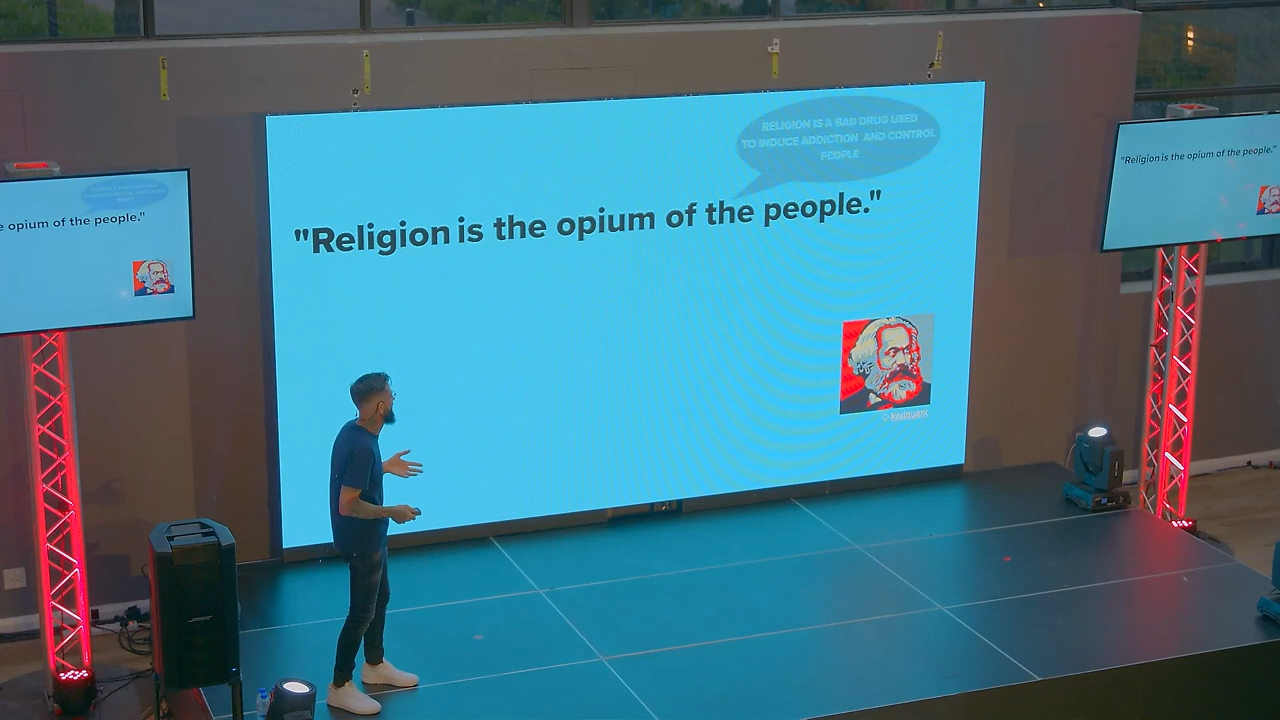 RELIGION IS A BAD DRUG USED
TO INDUCE ADDICTION AND CONTROL
PEOPLE
"Religion is the opium of the people."
e opium of the people."
"Religion is the opium of the people."